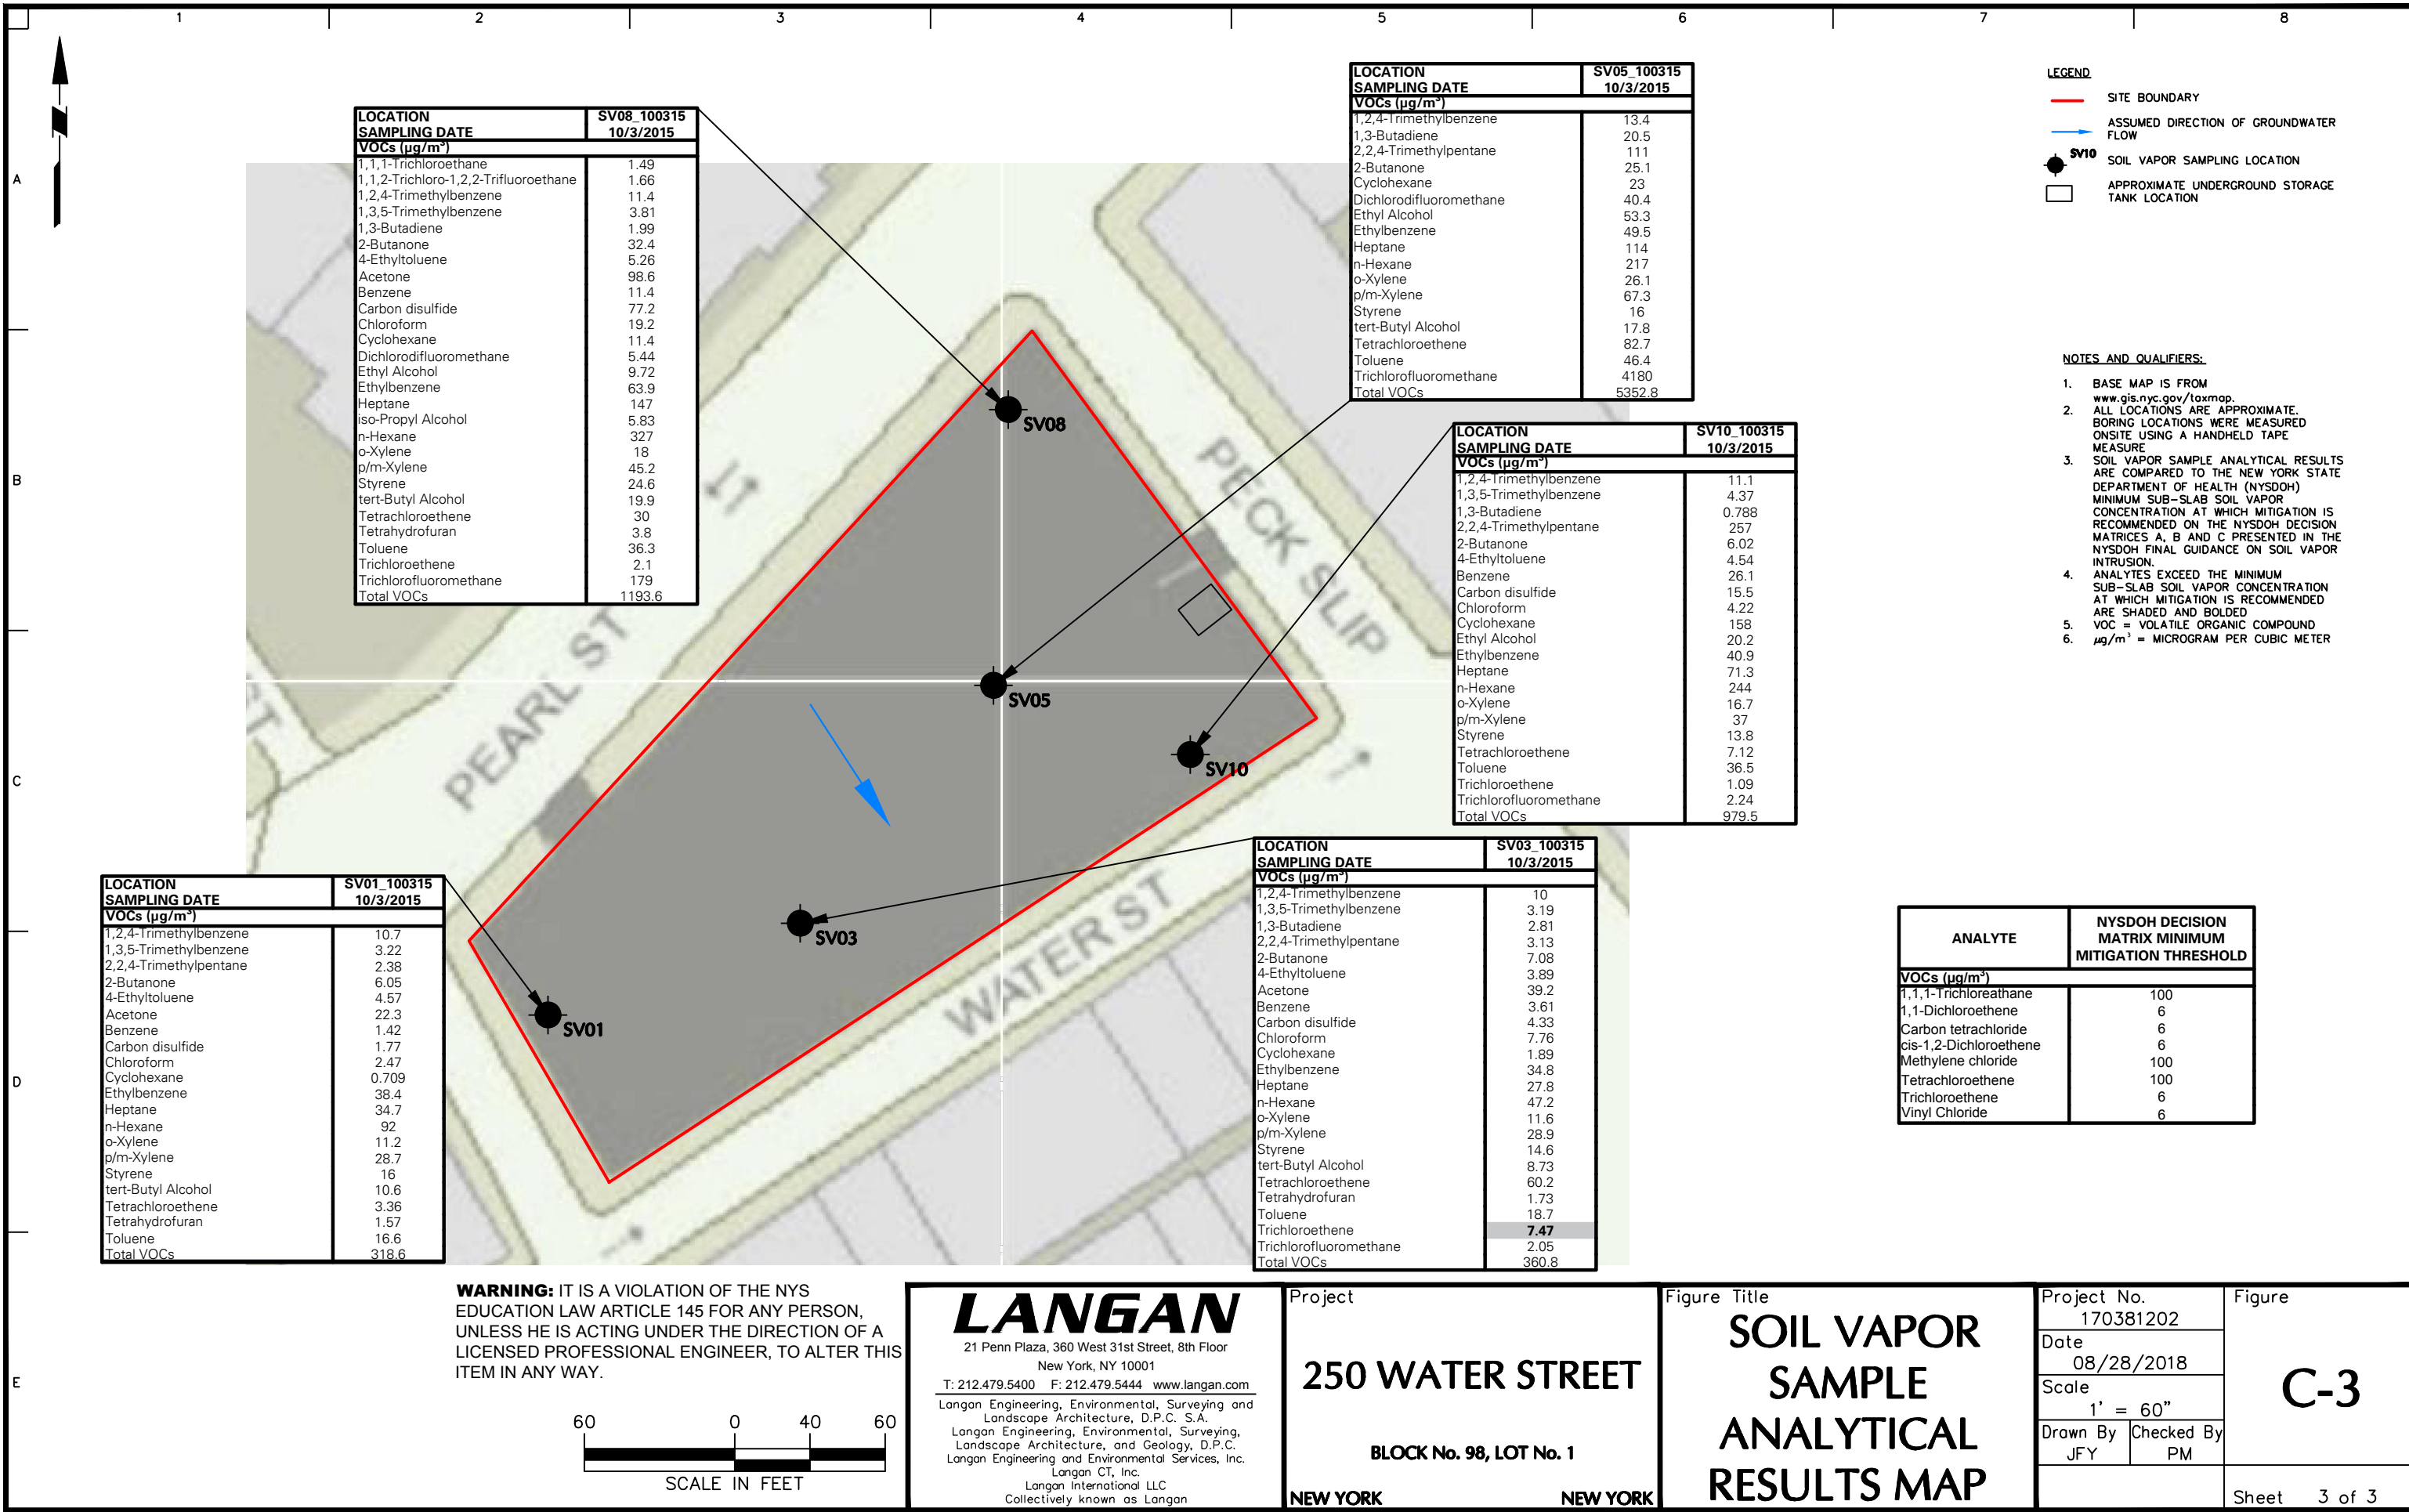 1 2 3 4 5 6 7 8
A
B
C
D
E
N
LOCATION SV08_100315
SAMPLING DATE 10/3/2015
VOCs (µg/m³)
1,1,1-Trichloroethane 1.49
1,1,2-Trichloro-1,2,2-Trifluoroethane 1.66
1,2,4-Trimethylbenzene 11.4
1,3,5-Trimethylbenzene 3.81
1,3-Butadiene 1.99
2-Butanone 32.4
4-Ethyltoluene 5.26
Acetone 98.6
Benzene 11.4
Carbon disulfide 77.2
Chloroform 19.2
Cyclohexane 11.4
Dichlorodifluoromethane 5.44
Ethyl Alcohol 9.72
Ethylbenzene 63.9
Heptane 147
iso-Propyl Alcohol 5.83
n-Hexane 327
o-Xylene 18
p/m-Xylene 45.2
Styrene 24.6
tert-Butyl Alcohol 19.9
Tetrachloroethene 30
Tetrahydrofuran 3.8
Toluene 36.3
Trichloroethene 2.1
Trichlorofluoromethane 179
Total VOCs 1193.6
LOCATION SV05_100315
SAMPLING DATE 10/3/2015
VOCs (µg/m³)
1,2,4-Trimethylbenzene 13.4
1,3-Butadiene 20.5
2,2,4-Trimethylpentane 111
2-Butanone 25.1
Cyclohexane 23
Dichlorodifluoromethane 40.4
Ethyl Alcohol 53.3
Ethylbenzene 49.5
Heptane 114
n-Hexane 217
o-Xylene 26.1
p/m-Xylene 67.3
Styrene 16
tert-Butyl Alcohol 17.8
Tetrachloroethene 82.7
Toluene 46.4
Trichlorofluoromethane 4180
Total VOCs 5352.8
LEGEND
SITE BOUNDARY
ASSUMED DIRECTION OF GROUNDWATER
FLOW
SV10 SOIL VAPOR SAMPLING LOCATION
APPROXIMATE UNDERGROUND STORAGE
TANK LOCATION
NOTES AND QUALIFIERS:
1. BASE MAP IS FROM
www.gis.nyc.gov/taxmap.
2. ALL LOCATIONS ARE APPROXIMATE.
BORING LOCATIONS WERE MEASURED
ONSITE USING A HANDHELD TAPE
MEASURE
3. SOIL VAPOR SAMPLE ANALYTICAL RESULTS
ARE COMPARED TO THE NEW YORK STATE
DEPARTMENT OF HEALTH (NYSDOH)
MINIMUM SUB-SLAB SOIL VAPOR
CONCENTRATION AT WHICH MITIGATION IS
RECOMMENDED ON THE NYSDOH DECISION
MATRICES A, B AND C PRESENTED IN THE
NYSDOH FINAL GUIDANCE ON SOIL VAPOR
INTRUSION.
4. ANALYTES EXCEED THE MINIMUM
SUB-SLAB SOIL VAPOR CONCENTRATION
AT WHICH MITIGATION IS RECOMMENDED
ARE SHADED AND BOLDED
5. VOC = VOLATILE ORGANIC COMPOUND
6. µg/m³ = MICROGRAM PER CUBIC METER
LOCATION SV10_100315
SAMPLING DATE 10/3/2015
VOCs (µg/m³)
1,2,4-Trimethylbenzene 11.1
1,3,5-Trimethylbenzene 4.37
1,3-Butadiene 0.788
2,2,4-Trimethylpentane 257
2-Butanone 6.02
4-Ethyltoluene 4.54
Benzene 26.1
Carbon disulfide 15.5
Chloroform 4.22
Cyclohexane 158
Ethyl Alcohol 20.2
Ethylbenzene 40.9
Heptane 71.3
n-Hexane 244
o-Xylene 16.7
p/m-Xylene 37
Styrene 13.8
Tetrachloroethene 7.12
Toluene 36.5
Trichloroethene 1.09
Trichlorofluoromethane 2.24
Total VOCs 979.5
SV08
PECK SLIP
PEARL ST
SV05
SV10
SV03
SV01
WATER ST
ST
LOCATION SV01_100315
SAMPLING DATE 10/3/2015
VOCs (µg/m³)
1,2,4-Trimethylbenzene 10.7
1,3,5-Trimethylbenzene 3.22
2,2,4-Trimethylpentane 2.38
2-Butanone 6.05
4-Ethyltoluene 4.57
Acetone 22.3
Benzene 1.42
Carbon disulfide 1.77
Chloroform 2.47
Cyclohexane 0.709
Ethylbenzene 38.4
Heptane 34.7
n-Hexane 92
o-Xylene 11.2
p/m-Xylene 28.7
Styrene 16
tert-Butyl Alcohol 10.6
Tetrachloroethene 3.36
Tetrahydrofuran 1.57
Toluene 16.6
Total VOCs 318.6
LOCATION SV03_100315
SAMPLING DATE 10/3/2015
VOCs (µg/m³)
1,2,4-Trimethylbenzene 10
1,3,5-Trimethylbenzene 3.19
1,3-Butadiene 2.81
2,2,4-Trimethylpentane 3.13
2-Butanone 7.08
4-Ethyltoluene 3.89
Acetone 39.2
Benzene 3.61
Carbon disulfide 4.33
Chloroform 7.76
Cyclohexane 1.89
Ethylbenzene 34.8
Heptane 27.8
n-Hexane 47.2
o-Xylene 11.6
p/m-Xylene 28.9
Styrene 14.6
tert-Butyl Alcohol 8.73
Tetrachloroethene 60.2
Tetrahydrofuran 1.73
Toluene 18.7
Trichloroethene 7.47
Trichlorofluoromethane 2.05
Total VOCs 360.8
ANALYTE
NYSDOH DECISION
MATRIX MINIMUM
MITIGATION THRESHOLD
VOCs (µg/m³)
1,1,1-Trichloreathane 100
1,1-Dichloroethene 6
Carbon tetrachloride 6
cis-1,2-Dichloroethene 6
Methylene chloride 100
Tetrachloroethene 100
Trichloroethene 6
Vinyl Chloride 6
WARNING: IT IS A VIOLATION OF THE NYS
EDUCATION LAW ARTICLE 145 FOR ANY PERSON,
UNLESS HE IS ACTING UNDER THE DIRECTION OF A
LICENSED PROFESSIONAL ENGINEER, TO ALTER THIS
ITEM IN ANY WAY.
60 0 40 60
SCALE IN FEET
LANGAN
21 Penn Plaza, 360 West 31st Street, 8th Floor
New York, NY 10001
T: 212.479.5400 F: 212.479.5444 www.langan.com
Langan Engineering, Environmental, Surveying and
Landscape Architecture, D.P.C. S.A.
Langan Engineering, Environmental, Surveying,
Landscape Architecture, and Geology, D.P.C.
Langan Engineering and Environmental Services, Inc.
Langan CT, Inc.
Langan International LLC
Collectively known as Langan
Project
250 WATER STREET
BLOCK No. 98, LOT No. 1
NEW YORK NEW YORK
Figure Title
SOIL VAPOR
SAMPLE
ANALYTICAL
RESULTS MAP
Project No.
170381202
Date
08/28/2018
Scale
1' = 60"
Drawn By Checked By
JFY PM
Figure
C-3
Sheet 3 of 3